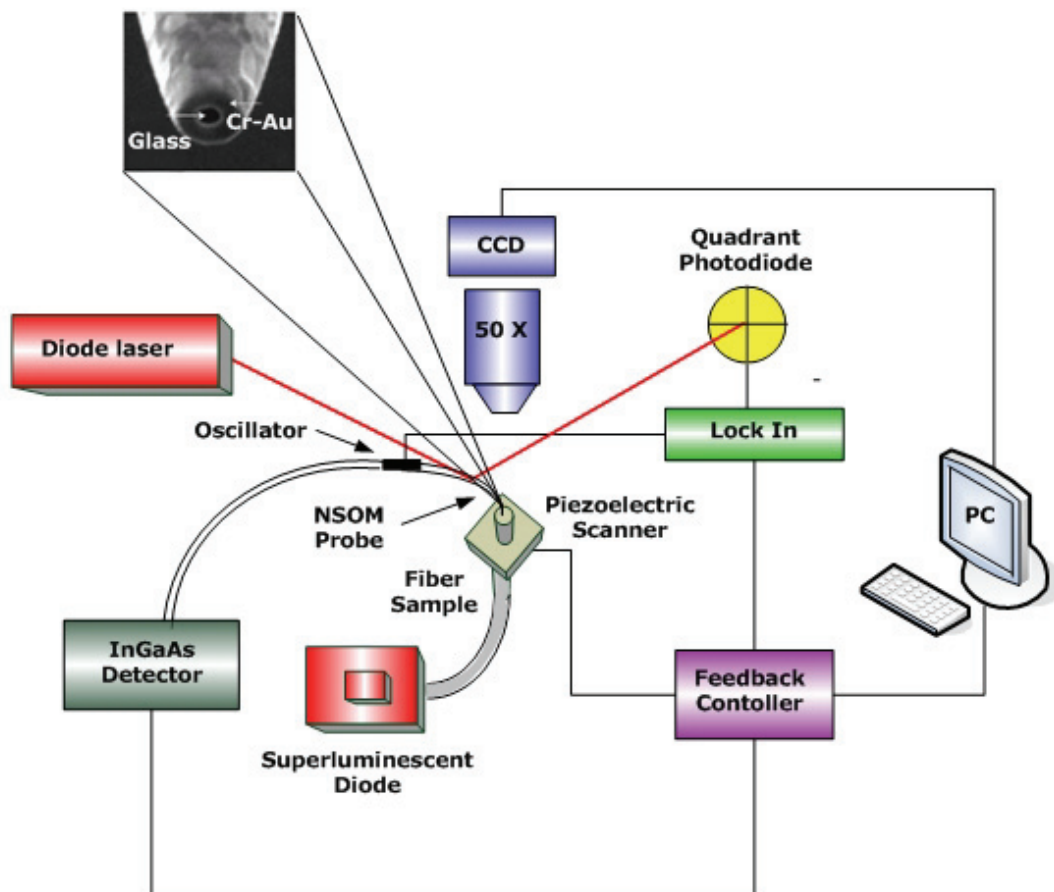 Glass
Cr-Au
CCD
Quadrant
Photodiode
50 X
Diode laser
Oscillator
Lock In
NSOM
Probe
Piezoelectric
Scanner
PC
Fiber
Sample
InGaAs
Detector
Feedback
Contoller
Superluminescent
Diode